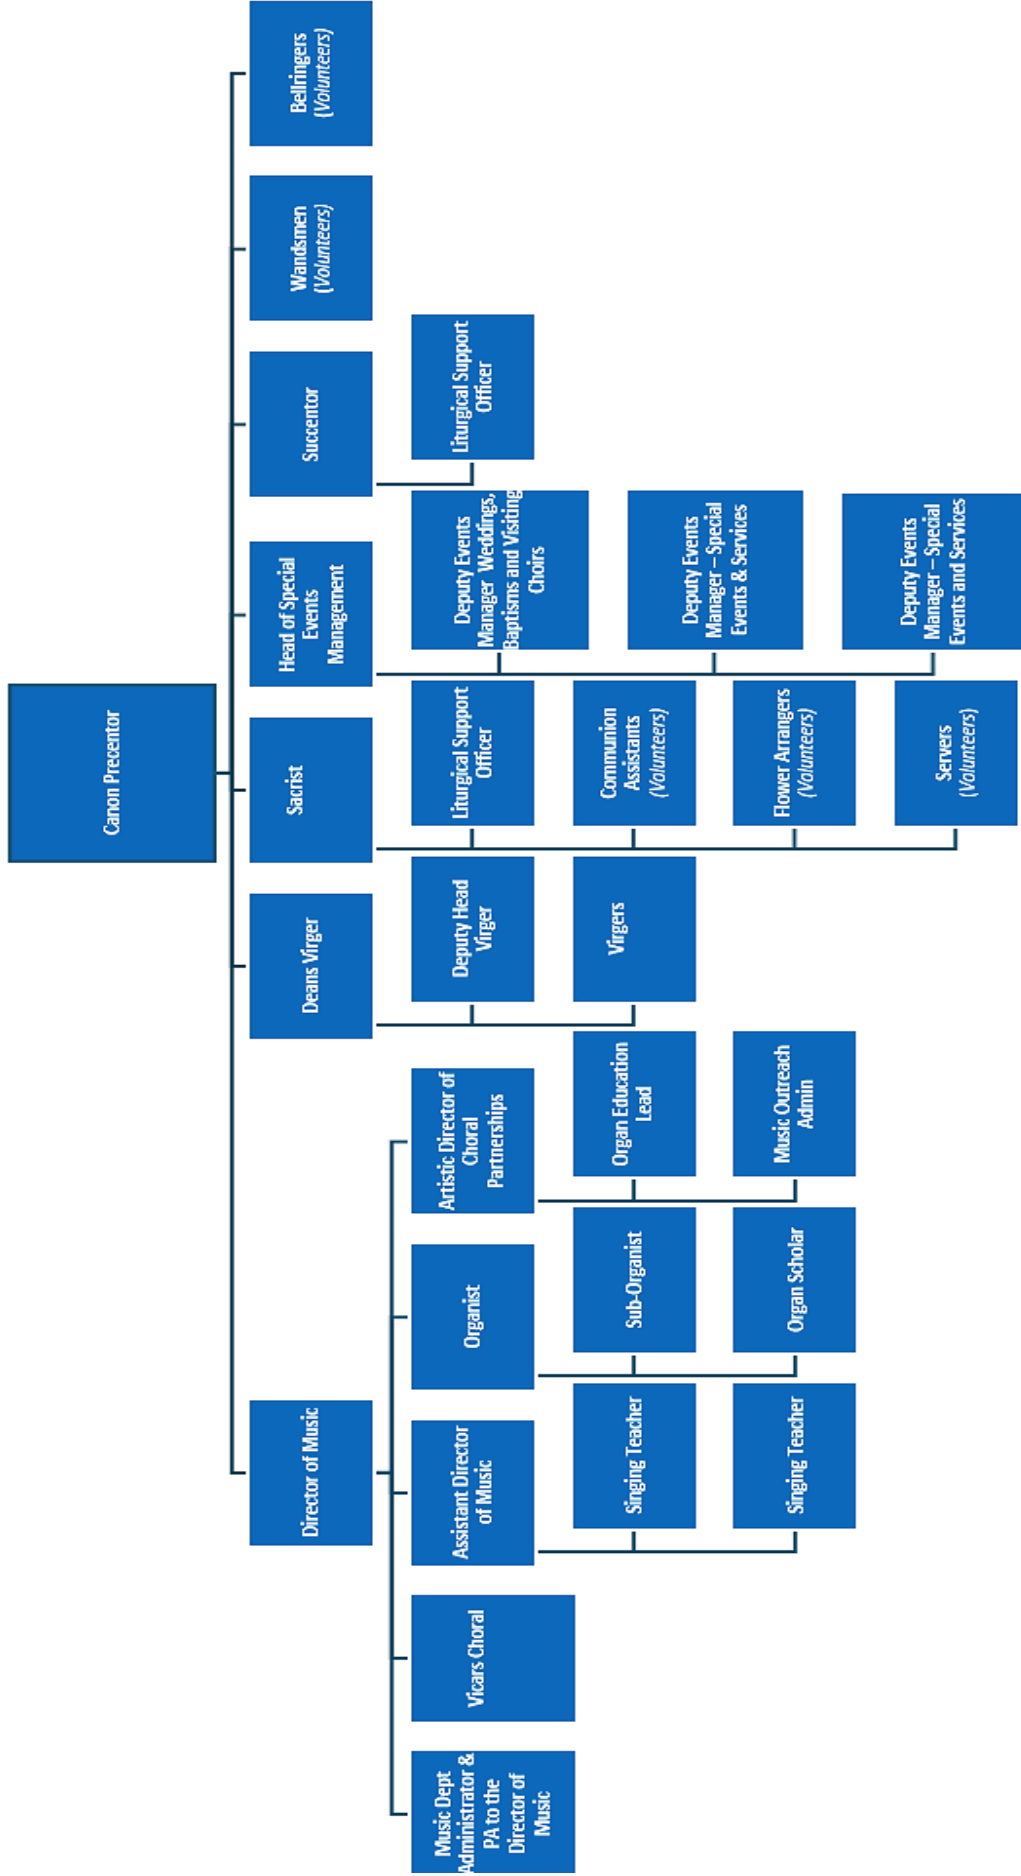 Canon Precentor
Director of Music
Deans Virger
Sacrist
Head of Special
Events
Management
Succentor
Wandsmen
(Volunteers)
Bellringers
(Volunteers)
Music Dept
Administrator &
PA to the
Director of
Music
Vicars Choral
Assistant Director
of Music
Organist
Artistic Director of
Choral
Partnerships
Deputy Head
Virger
Liturgical Support
Officer
Deputy Events
Manager Weddings,
Baptisms and Visiting
Choirs
Liturgical Support
Officer
Singing Teacher
Sub-Organist
Organ Education
Lead
Virgers
Communion
Assistants
(Volunteers)
Deputy Events
Manager – Special
Events & Services
Singing Teacher
Organ Scholar
Music Outreach
Admin
Flower Arrangers
(Volunteers)
Deputy Events
Manager – Special
Events and Services
Servers
(Volunteers)